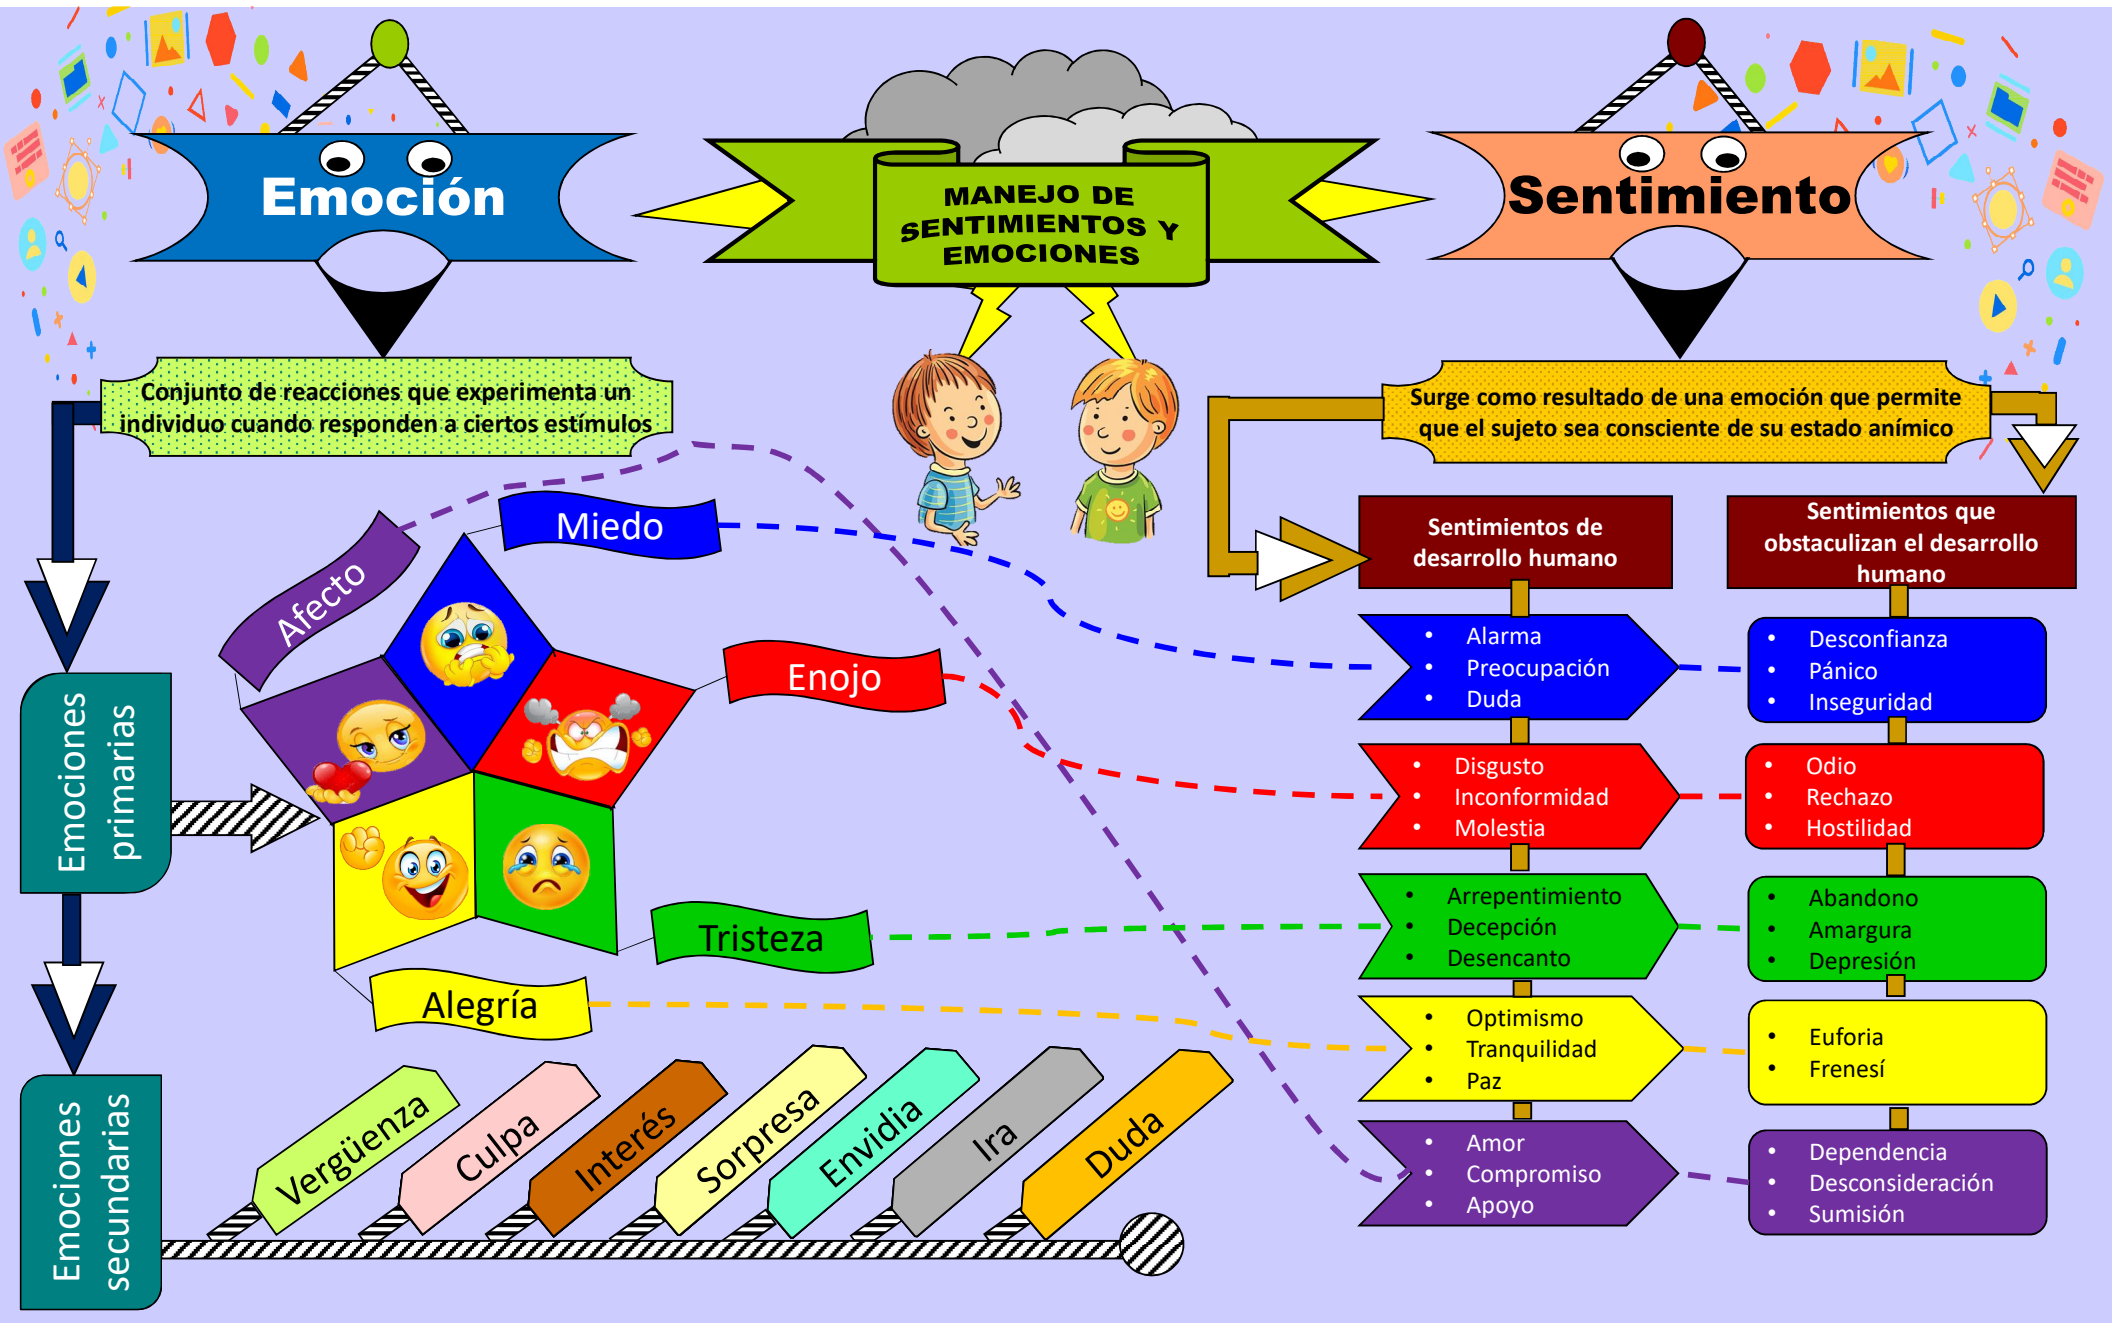 Emoción
MANEJO DE
SENTIMIENTOS Y
EMOCIONES
Sentimiento
Conjunto de reacciones que experimenta un
individuo cuando responden a ciertos estímulos
Surge como resultado de una emoción que permite
que el sujeto sea consciente de su estado anímico
Emociones
primarias
Afecto
Miedo
Enojo
Tristeza
Alegría
Emociones
secundarias
Vergüenza
Culpa
Interés
Sorpresa
Envidia
Ira
Duda
Sentimientos de
desarrollo humano
• Alarma
• Preocupación
• Duda
• Disgusto
• Inconformidad
• Molestia
• Arrepentimiento
• Decepción
• Desencanto
• Optimismo
• Tranquilidad
• Paz
• Amor
• Compromiso
• Apoyo
Sentimientos que
obstaculizan el desarrollo
humano
• Desconfianza
• Pánico
• Inseguridad
• Odio
• Rechazo
• Hostilidad
• Abandono
• Amargura
• Depresión
• Euforia
• Frenesí
• Dependencia
• Desconsideración
• Sumisión